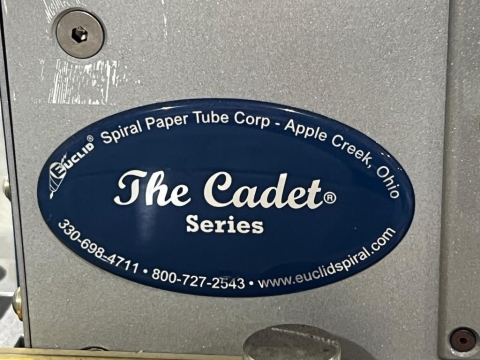 EUCLID® Spiral Paper Tube Corp - Apple Creek, Ohio
The Cadet®
Series
330-698-4711 • 800-727-2543 • www.euclidspiral.com